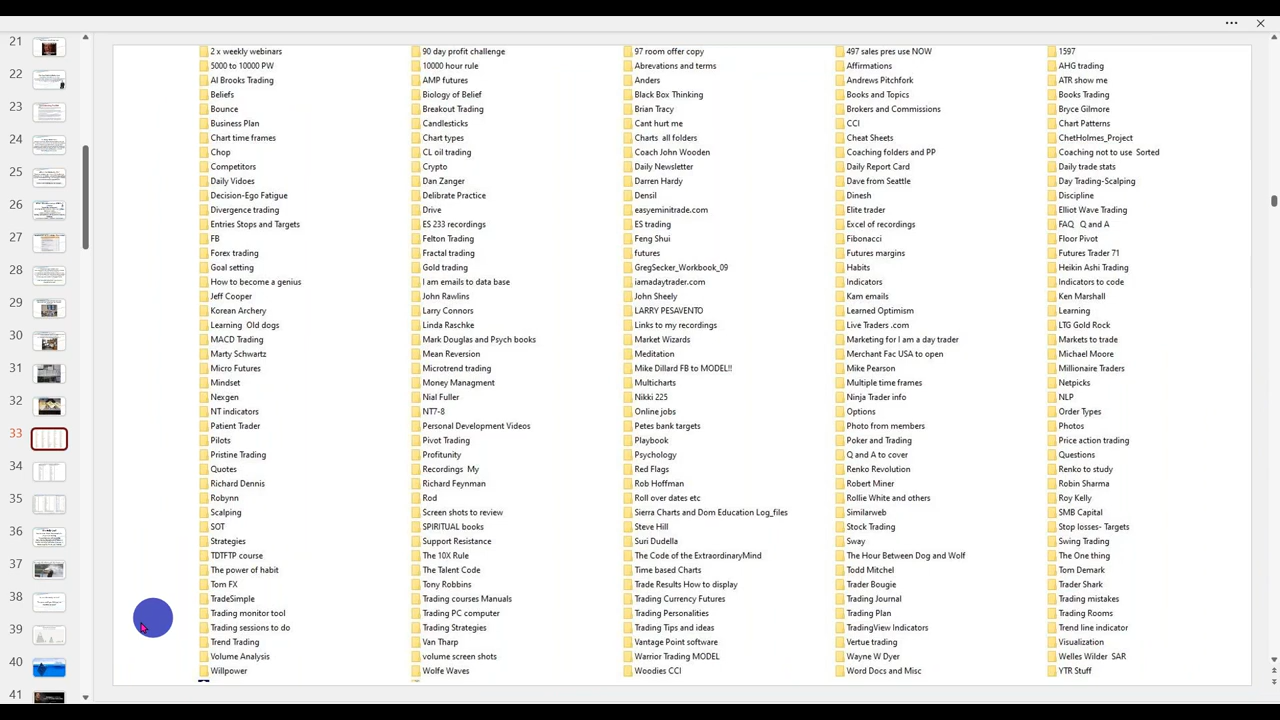 21
22
23
24
25
26
27
28
29
30
31
32
33
34
35
36
37
38
39
40
41
2 x weekly webinars 90 day profit challenge 97 room offer copy 497 sales pres use NOW 1597
5000 to 10000 PW 10000 hour rule Abrevations and terms Affirmations AHG trading
Al Brooks Trading AMP futures Anders Andrews Pitchfork ATR show me
Beliefs Biology of Belief Black Box Thinking Books and Topics Books Trading
Bounce Breakout Trading Brian Tracy Brokers and Commissions Bryce Gilmore
Business Plan Candlesticks Cant hurt me CCI Chart Patterns
Chart time frames Chart types Charts all folders Cheat Sheets ChetHolmes_Project
Chop CL oil trading Coach John Wooden Coaching folders and PP Coaching not to use Sorted
Competitors Crypto Daily Newsletter Daily Report Card Daily trade stats
Daily Vidoes Dan Zanger Darren Hardy Dave from Seattle Day Trading-Scalping
Decision-Ego Fatigue Delibrate Practice Densil Dinesh Discipline
Divergence trading Drive easyeminitrade.com Elite trader Elliot Wave Trading
Entries Stops and Targets ES 233 recordings ES trading Excel of recordings FAQ Q and A
FB Felton Trading Feng Shui Fibonacci Floor Pivot
Forex trading Fractal trading futures Futures margins Futures Trader 71
Goal setting Gold trading GregSecker_Workbook_09 Habits Heikin Ashi Trading
How to become a genius I am emails to data base iamadaytrader.com Indicators Indicators to code
Jeff Cooper John Rawlins John Sheely Kam emails Ken Marshall
Korean Archery Larry Connors LARRY PESAVENTO Learned Optimism Learning
Learning Old dogs Linda Raschke Links to my recordings Live Traders .com LTG Gold Rock
MACD Trading Mark Douglas and Psych books Market Wizards Marketing for I am a day trader Markets to trade
Marty Schwartz Mean Reversion Meditation Merchant Fac USA to open Michael Moore
Micro Futures Microtrend trading Mike Dillard FB to MODEL!! Mike Pearson Millionaire Traders
Mindset Money Managment Multicharts Multiple time frames Netpicks
Nexgen Nial Fuller Nikki 225 Ninja Trader info NLP
NT indicators NT7-8 Online jobs Options Order Types
Patient Trader Personal Development Videos Petes bank targets Photo from members Photos
Pilots Pivot Trading Playbook Poker and Trading Price action trading
Pristine Trading Profitunity Psychology Q and A to cover Questions
Quotes Recordings My Red Flags Renko Revolution Renko to study
Richard Dennis Richard Feynman Rob Hoffman Robert Miner Robin Sharma
Robynn Rod Roll over dates etc Rollie White and others Roy Kelly
Scalping Screen shots to review Sierra Charts and Dom Education Log_files Similarweb SMB Capital
SOT SPIRITUAL books Steve Hill Stock Trading Stop losses- Targets
Strategies Support Resistance Suri Dudella Sway Swing Trading
TDTFTP course The 10X Rule The Code of the ExtraordinaryMind The Hour Between Dog and Wolf The One thing
The power of habit The Talent Code Time based Charts Todd Mitchel Tom Demark
Tom FX Tony Robbins Trade Results How to display Trader Bougie Trader Shark
TradeSimple Trading courses Manuals Trading Currency Futures Trading Journal Trading mistakes
Trading monitor tool Trading PC computer Trading Personalities Trading Plan Trading Rooms
Trading sessions to do Trading Strategies Trading Tips and ideas TradingView Indicators Trend line indicator
Trend Trading Van Tharp Vantage Point software Vertue trading Visualization
Volume Analysis volume screen shots Warrior Trading MODEL Wayne W Dyer Welles Wilder SAR
Willpower Wolfe Waves Woodies CCI Word Docs and Misc YTR Stuff